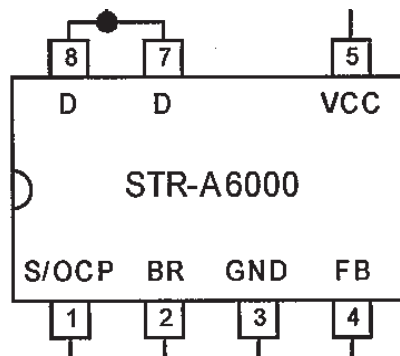 8 7 5
D D VCC
STR-A6000
S/OCP BR GND FB
1 2 3 4